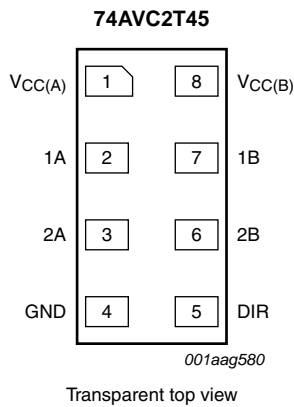 74AVC2T45
VCC(A) 1 8 VCC(B)
1A 2 7 1B
2A 3 6 2B
GND 4 5 DIR
001aag580
Transparent top view